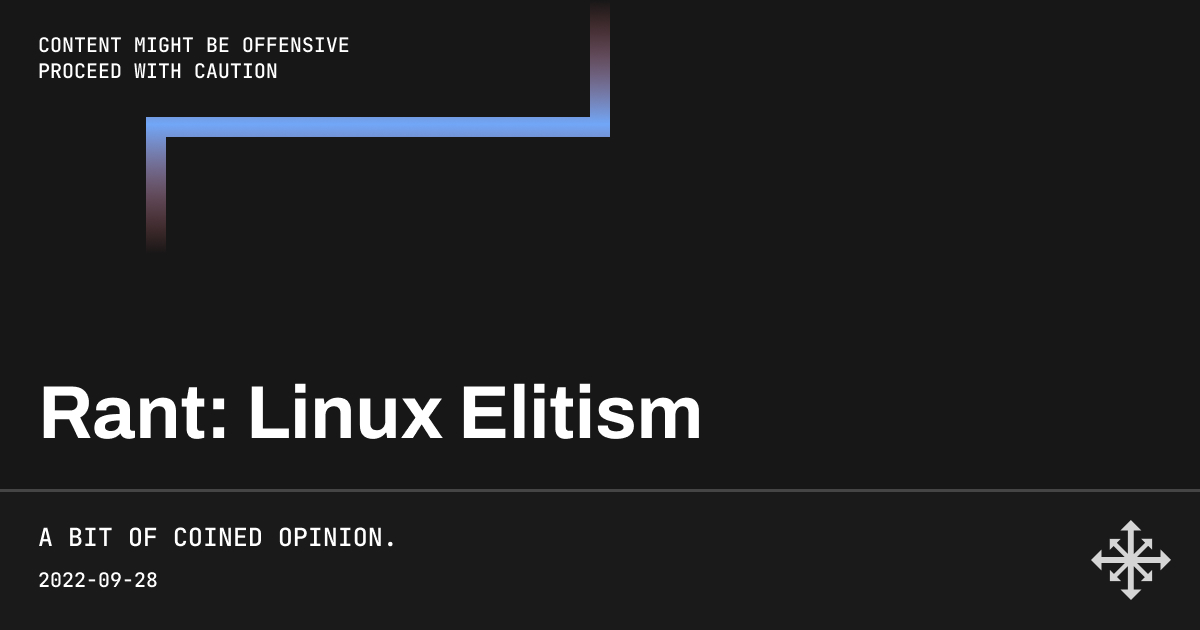 CONTENT MIGHT BE OFFENSIVE
PROCEED WITH CAUTION
Rant: Linux Elitism
A BIT OF COINED OPINION.
2022-09-28